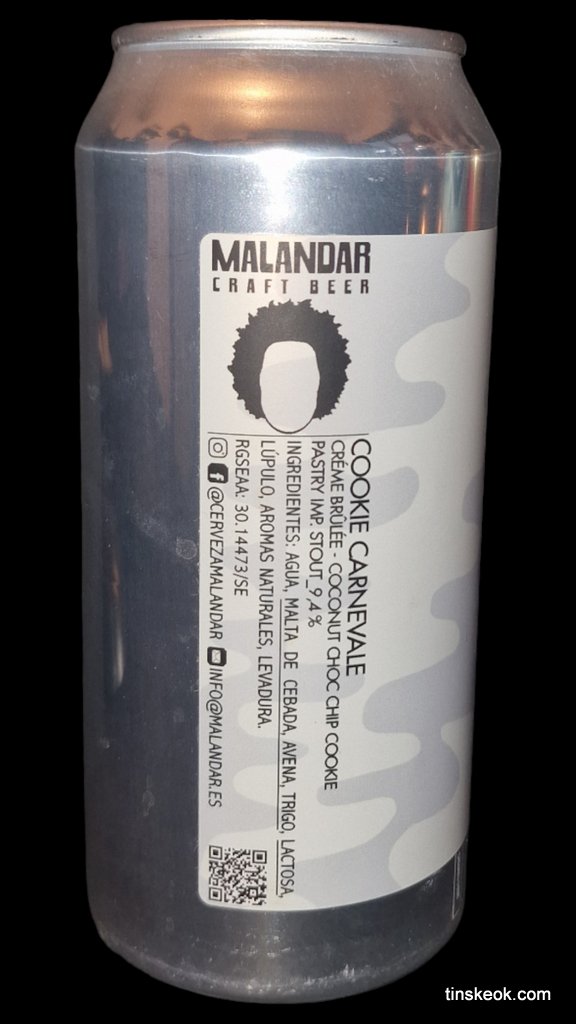 MALANDAR
CRAFT BEER
COOKIE CARNEVALE
CRÉME BRÛLÉE - COCONUT CHOC CHIP COOKIE
PASTRY IMP. STOUT_9,4%
INGREDIENTES: AGUA, MALTA DE CEBADA, AVENA, TRIGO, LACTOSA,
LÚPULO, AROMAS NATURALES, LEVADURA.
RGSEAA: 30.14473/SE
@CERVEZAMALANDAR INFO@MALANDAR.ES
tinskeok.com